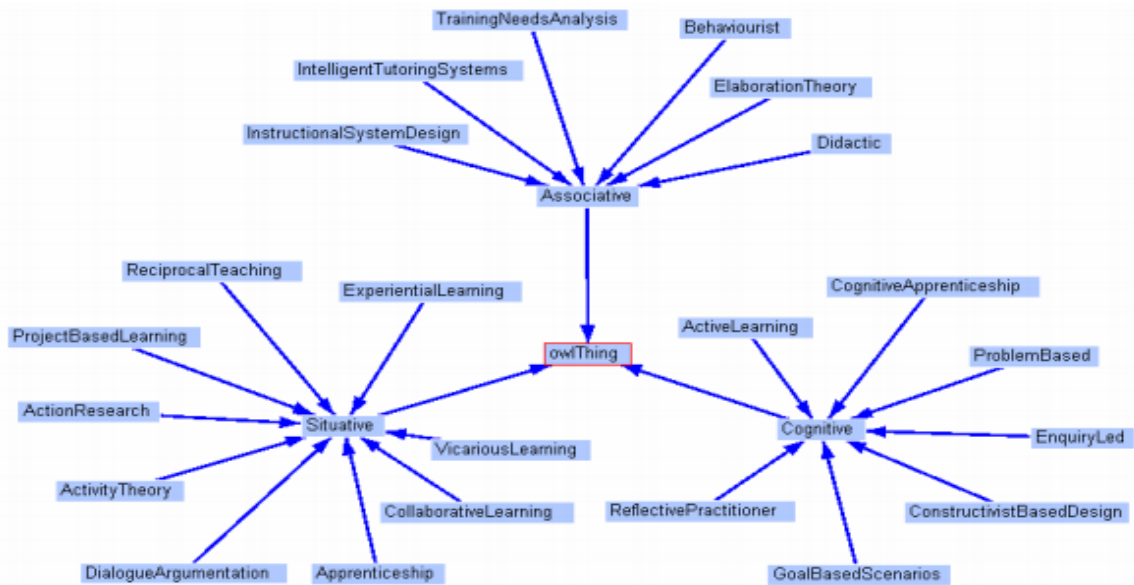 TrainingNeedsAnalysis
Behaviourist
IntelligentTutoringSystems
ElaborationTheory
InstructionalSystemDesign
Didactic
Associative
ReciprocalTeaching
ExperientialLearning
CognitiveApprenticeship
ActiveLearning
ProjectBasedLearning
owlThing
ProblemBased
ActionResearch
Situative
Cognitive
EnquiryLed
VicariousLearning
ActivityTheory
CollaborativeLearning
ReflectivePractitioner
ConstructivistBasedDesign
DialogueArgumentation
Apprenticeship
GoalBasedScenarios